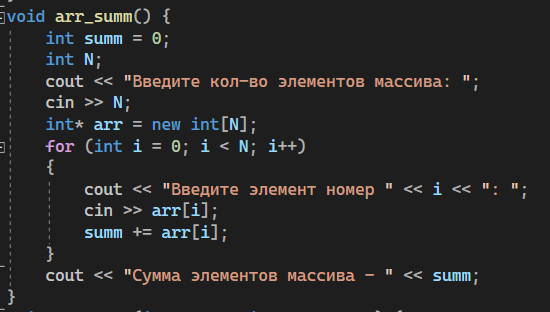 void arr_summ() {
    int summ = 0;
    int N;
    cout << "Введите кол-во элементов массива: ";
    cin >> N;
    int* arr = new int[N];
    for (int i = 0; i < N; i++)
    {
        cout << "Введите элемент номер " << i << ": ";
        cin >> arr[i];
        summ += arr[i];
    }
    cout << "Сумма элементов массива - " << summ;
}